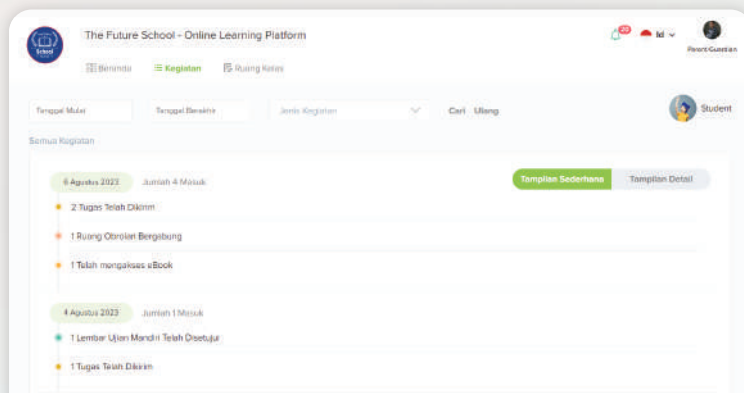 School
The Future School - Online Learning Platform
20
Id
Parent/Guardian
Beranda Kegiatan Ruang Kelas
Tanggal Mulai Tanggal Berakhir Jenis Kegiatan Cari Ulang Student
Semua Kegiatan
6 Agustus 2023 Jumlah 4 Masuk Tampilan Sederhana Tampilan Detail
2 Tugas Telah Dikirim
1 Ruang Obrolan Bergabung
1 Telah mengakses eBook
4 Agustus 2023 Jumlah 1 Masuk
1 Lembar Ujian Mandiri Telah Disetujui
1 Tugas Telah Dikirim